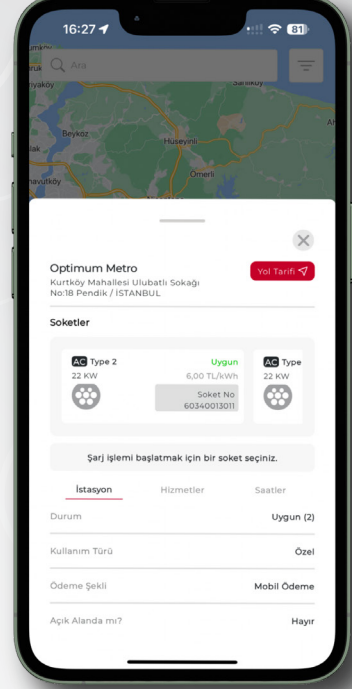 16:27
81
Ara
Beykoz
Hüseyinli
Ömerli
Optimum Metro
Yol Tarifi
Kurtköy Mahallesi Ulubatlı Sokağı
No:18 Pendik / İSTANBUL
Soketler
AC Type 2
Uygun
22 KW
6,00 TL/kWh
Soket No
60340013011
AC Type
22 KW
Şarj işlemi başlatmak için bir soket seçiniz.
İstasyon
Hizmetler
Saatler
Durum
Uygun (2)
Kullanım Türü
Özel
Ödeme Şekli
Mobil Ödeme
Açık Alanda mı?
Hayır